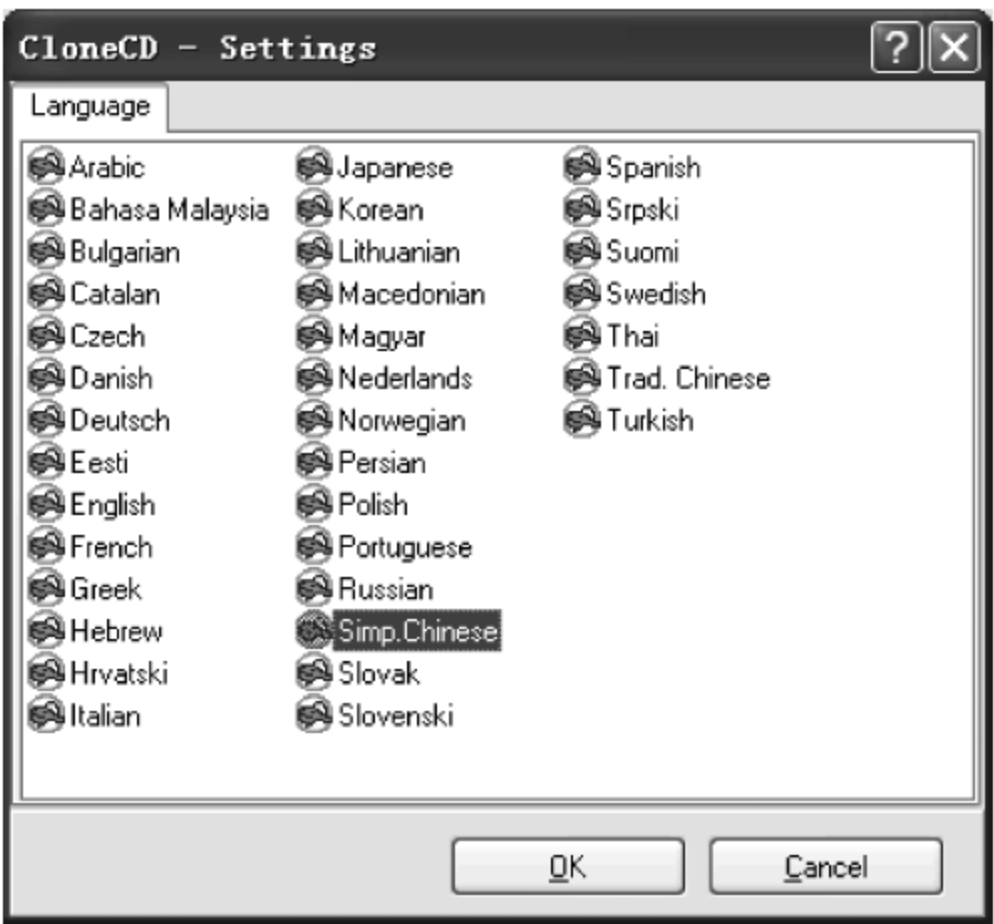 CloneCD - Settings
Language
Arabic
Bahasa Malaysia
Bulgarian
Catalan
Czech
Danish
Deutsch
Eesti
English
French
Greek
Hebrew
Hrvatski
Italian
Japanese
Korean
Lithuanian
Macedonian
Magyar
Nederlands
Norwegian
Persian
Polish
Portuguese
Russian
Simp.Chinese
Slovak
Slovenski
Spanish
Srpski
Suomi
Swedish
Thai
Trad. Chinese
Turkish
OK
Cancel